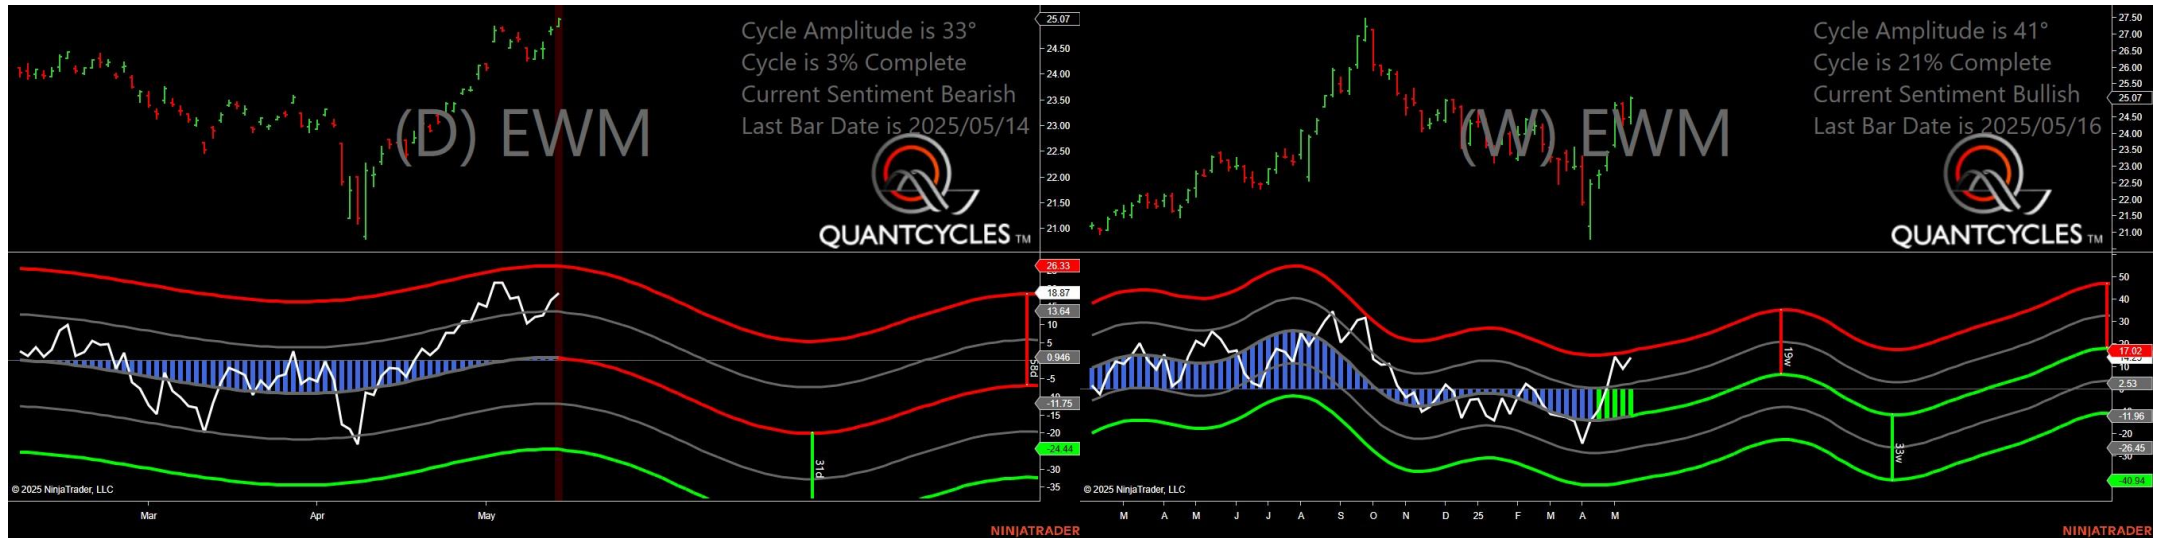 Cycle Amplitude is 33°
Cycle is 3% Complete
Current Sentiment Bearish
Last Bar Date is 2025/05/14
(D) EWM
QUANTCYCLES TM
25.07
24.50
24.00
23.50
23.00
22.50
22.00
21.50
21.00
26.33
18.87
13.64
10
5
0.946
-5
58d
-11.75
-15
-20
-24.44
-30
-35
31d
© 2025 NinjaTrader, LLC
Mar
Apr
May
NINJATRADER
Cycle Amplitude is 41°
Cycle is 21% Complete
Current Sentiment Bullish
Last Bar Date is 2025/05/16
(W) EWM
QUANTCYCLES TM
27.50
27.00
26.50
26.00
25.50
25.07
24.50
24.00
23.50
23.00
22.50
22.00
21.50
21.00
50
40
30
17.02
10
2.53
-11.96
-20
-26.45
-40.94
19w
33w
© 2025 NinjaTrader, LLC
M A M J J A S O N D 25 F M A M
NINJATRADER